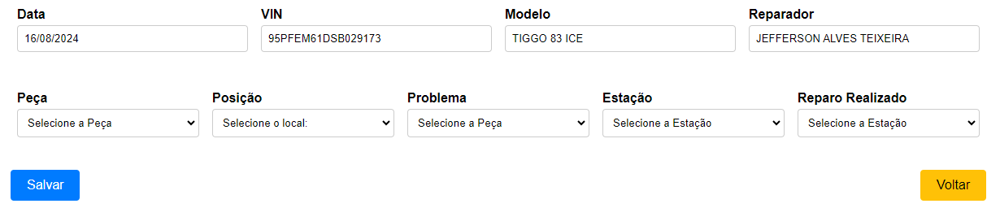 Data VIN Modelo Reparador
16/08/2024 95PFEM61DSB029173 TIGGO 83 ICE JEFFERSON ALVES TEIXEIRA
Peça Posição Problema Estação Reparo Realizado
Selecione a Peça Selecione o local: Selecione a Peça Selecione a Estação Selecione a Estação
Salvar Voltar